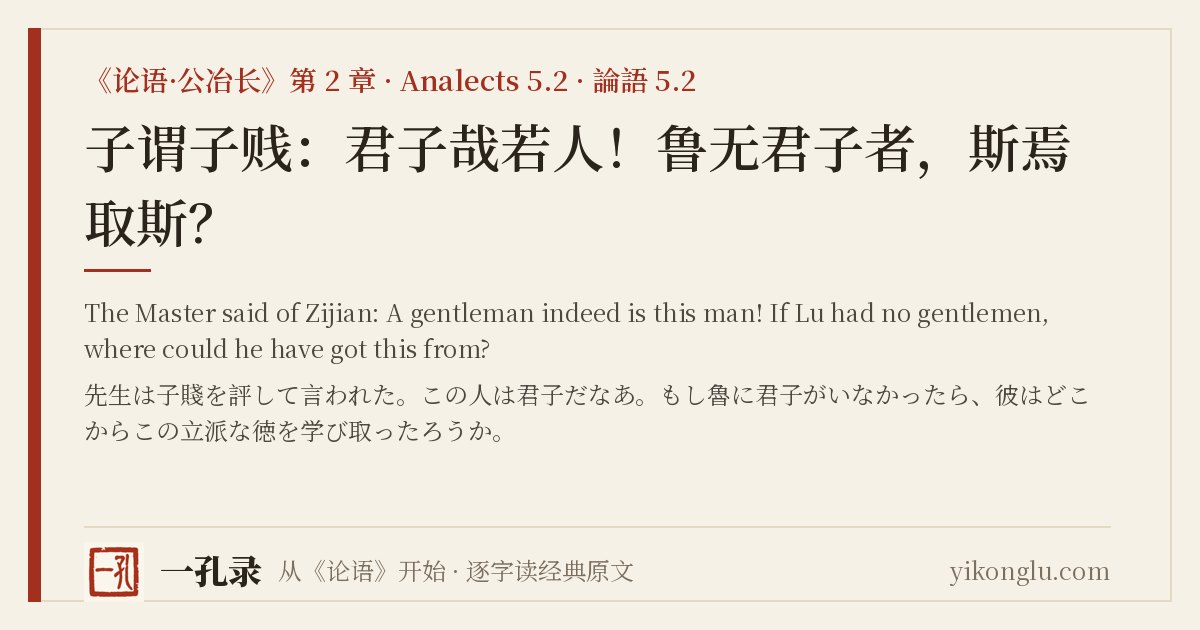 《论语·公冶长》第 2 章 · Analects 5.2 · 論語 5.2
子谓子贱：君子哉若人！鲁无君子者，斯焉
取斯？
The Master said of Zijian: A gentleman indeed is this man! If Lu had no gentlemen,
where could he have got this from?
先生は子賤を評して言われた。この人は君子だなあ。もし魯に君子がいなかったら、彼はどこ
からこの立派な徳を学び取ったろうか。
一孔
一孔录 从《论语》开始 · 逐字读经典原文 yikonglu.com